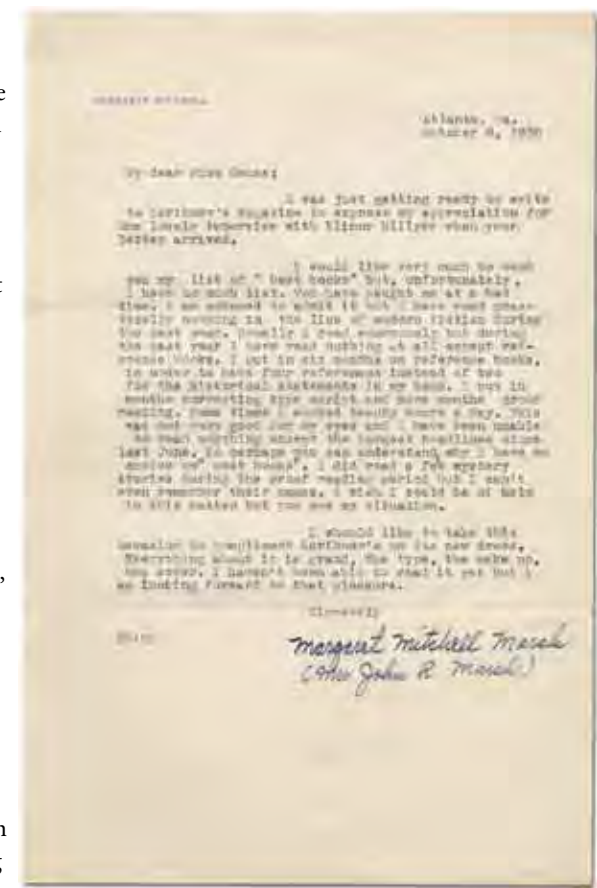 MARGARET MITCHELL
Atlanta, Ga.
October 6, 1936
My dear Miss
I was just getting ready to write
to Scribner's Magazine to express my appreciation for
the lovely interview with Elinor Hillyer when your
letter arrived.
I would like very much to send
you my list of "best books" but, unfortunately,
I have no such list. You have caught me at a bad
time. I am ashamed to admit it but I have read prac-
tically nothing in the line of modern fiction during
the past year. Usually I read enormously but during
the past year I have read nothing at all except ref-
erence books. I put in six months on reference books,
in order to have four references instead of two
for the historical statements in my book. I put in
months correcting type script and more months proof
reading. Some times I worked twenty hours a day. This
was not very good for my eyes and I have been unable
to read anything except the largest headlines since
last June. So perhaps you can understand why I have no
"best books". I did read a few mystery
stories during the proof reading period but I can't
even remember their names. I wish I could be of help
in this matter but you see my situation.
I should like to take this
occasion to compliment Scribner's on its new dress.
Everything about it is grand, the type, the make up,
the cover. I haven't been able to read it yet but I
am looking forward to that pleasure.
Sincerely
Margaret Mitchell Marsh
(Mrs John R Marsh)